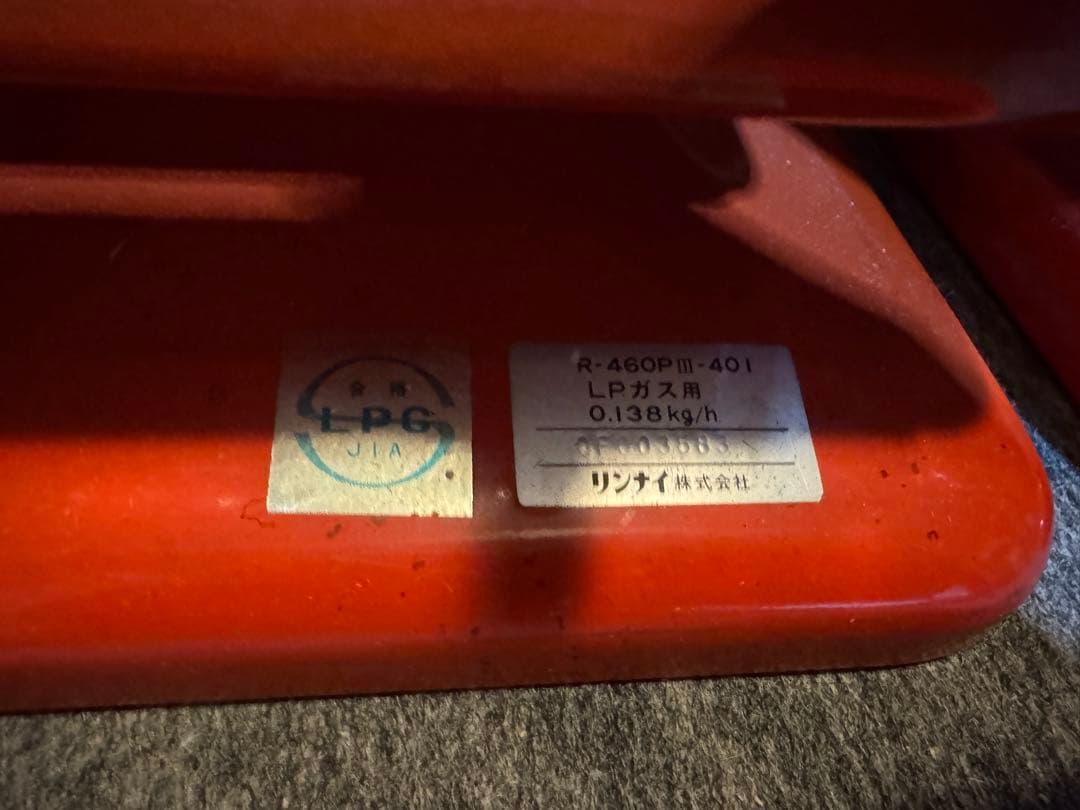 合格
LPG
JIA
R-460PⅢ-401
LPガス用
0.138kg/h
リンナイ株式会社